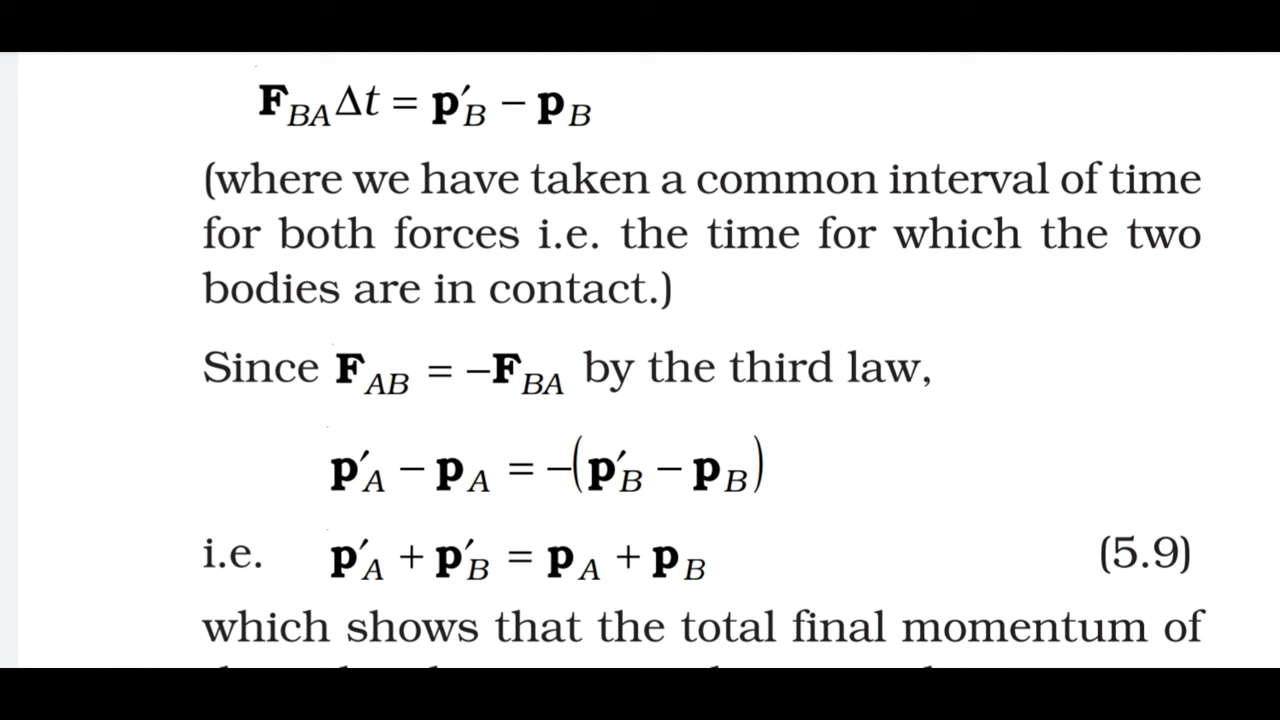 F_BA Δt = p′_B − p_B
(where we have taken a common interval of time
for both forces i.e. the time for which the two
bodies are in contact.)
Since F_AB = −F_BA by the third law,
p′_A − p_A = −(p′_B − p_B)
i.e. p′_A + p′_B = p_A + p_B (5.9)
which shows that the total final momentum of